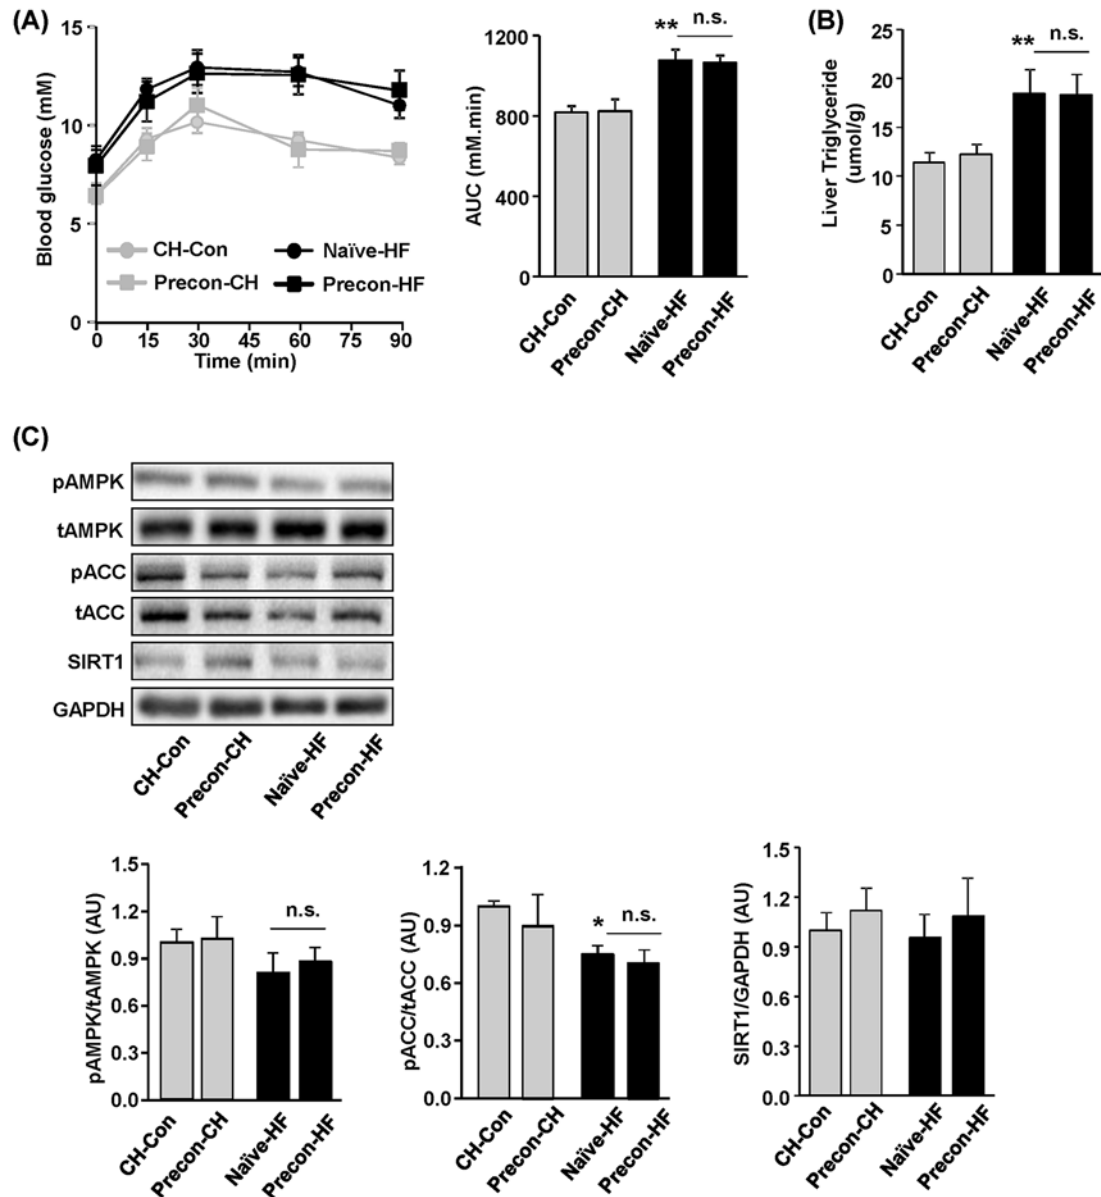 (A)
15
10
5
0
Blood glucose (mM)
CH-Con
Naïve-HF
Precon-CH
Precon-HF
0 15 30 45 60 75 90
Time (min)
1200
800
400
0
AUC (mM.min)
** n.s.
CH-Con
Precon-CH
Naïve-HF
Precon-HF
(B)
25
20
15
10
5
0
Liver Triglyceride
(umol/g)
** n.s.
CH-Con
Precon-CH
Naïve-HF
Precon-HF
(C)
pAMPK
tAMPK
pACC
tACC
SIRT1
GAPDH
CH-Con
Precon-CH
Naïve-HF
Precon-HF
1.5
1.2
0.9
0.6
0.3
0.0
pAMPK/tAMPK (AU)
n.s.
CH-Con
Precon-CH
Naïve-HF
Precon-HF
1.2
0.9
0.6
0.3
0.0
pACC/tACC (AU)
* n.s.
CH-Con
Precon-CH
Naïve-HF
Precon-HF
1.5
1.2
0.9
0.6
0.3
0.0
SIRT1/GAPDH (AU)
CH-Con
Precon-CH
Naïve-HF
Precon-HF